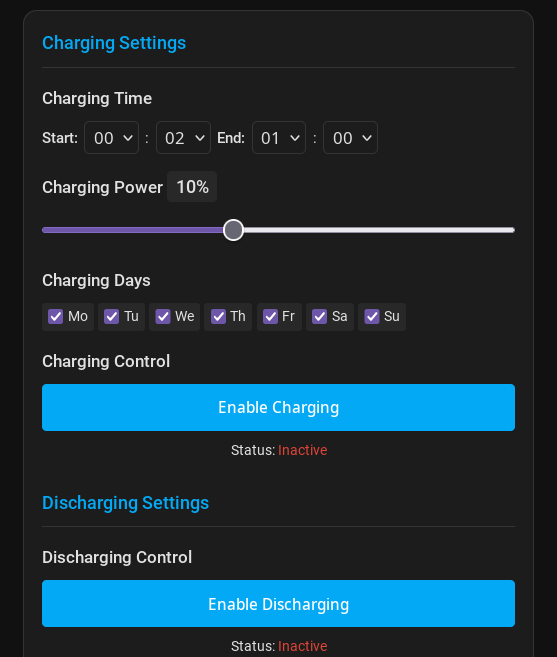 Charging Settings
Charging Time
Start: 00 : 02 End: 01 : 00
Charging Power 10%
Charging Days
Mo Tu We Th Fr Sa Su
Charging Control
Enable Charging
Status: Inactive
Discharging Settings
Discharging Control
Enable Discharging
Status: Inactive